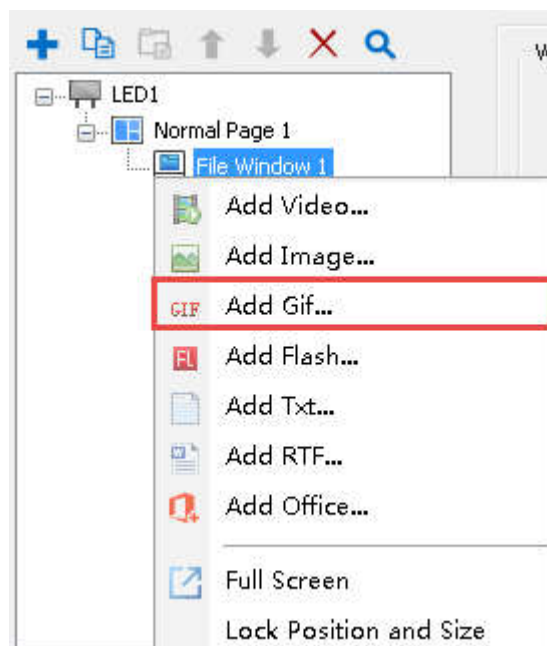 W
LED1
Normal Page 1
File Window 1
Add Video...
Add Image...
GIF Add Gif...
FL Add Flash...
Add Txt...
W Add RTF...
Add Office...
Full Screen
Lock Position and Size